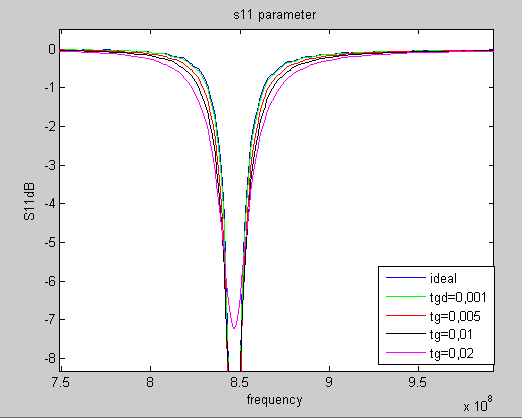 s11 parameter
0
-1
-2
-3
-4
-5
-6
-7
-8
S11dB
7.5
8
8.5
9
9.5
x 10^8
frequency
ideal
tgd=0,001
tg=0,005
tg=0,01
tg=0,02